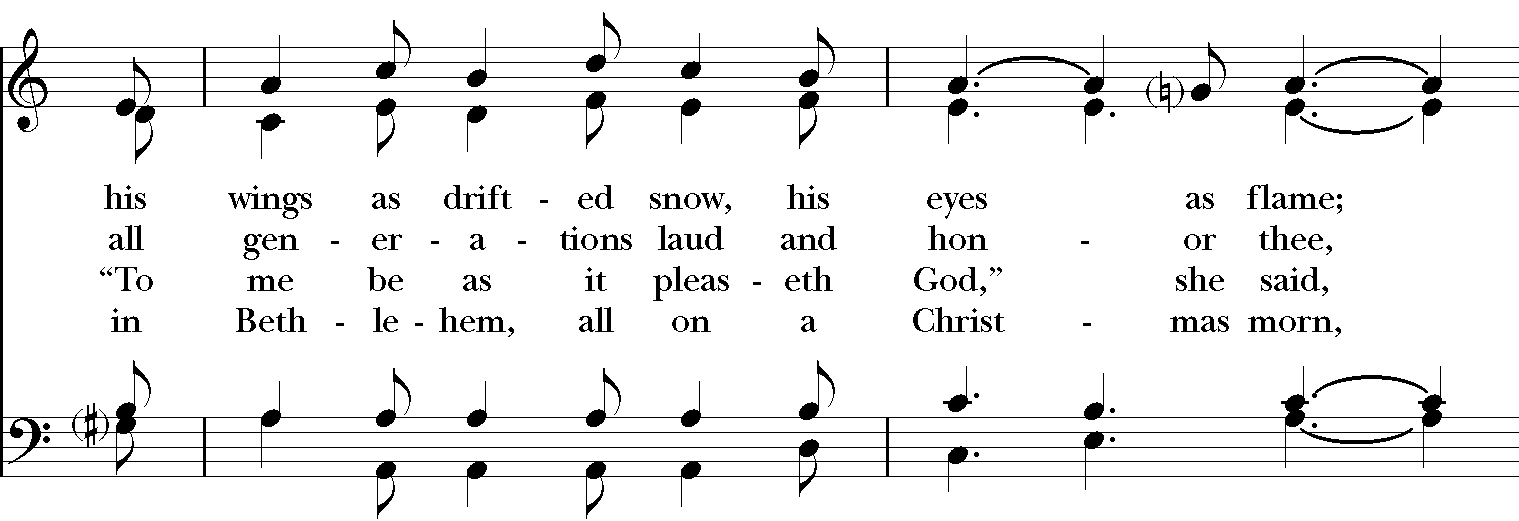 his wings as drift - ed snow, his eyes as flame;
all gen - er - a - tions laud and hon - or thee,
“To me be as it pleas - eth God,” she said,
in Beth - le - hem, all on a Christ - mas morn,